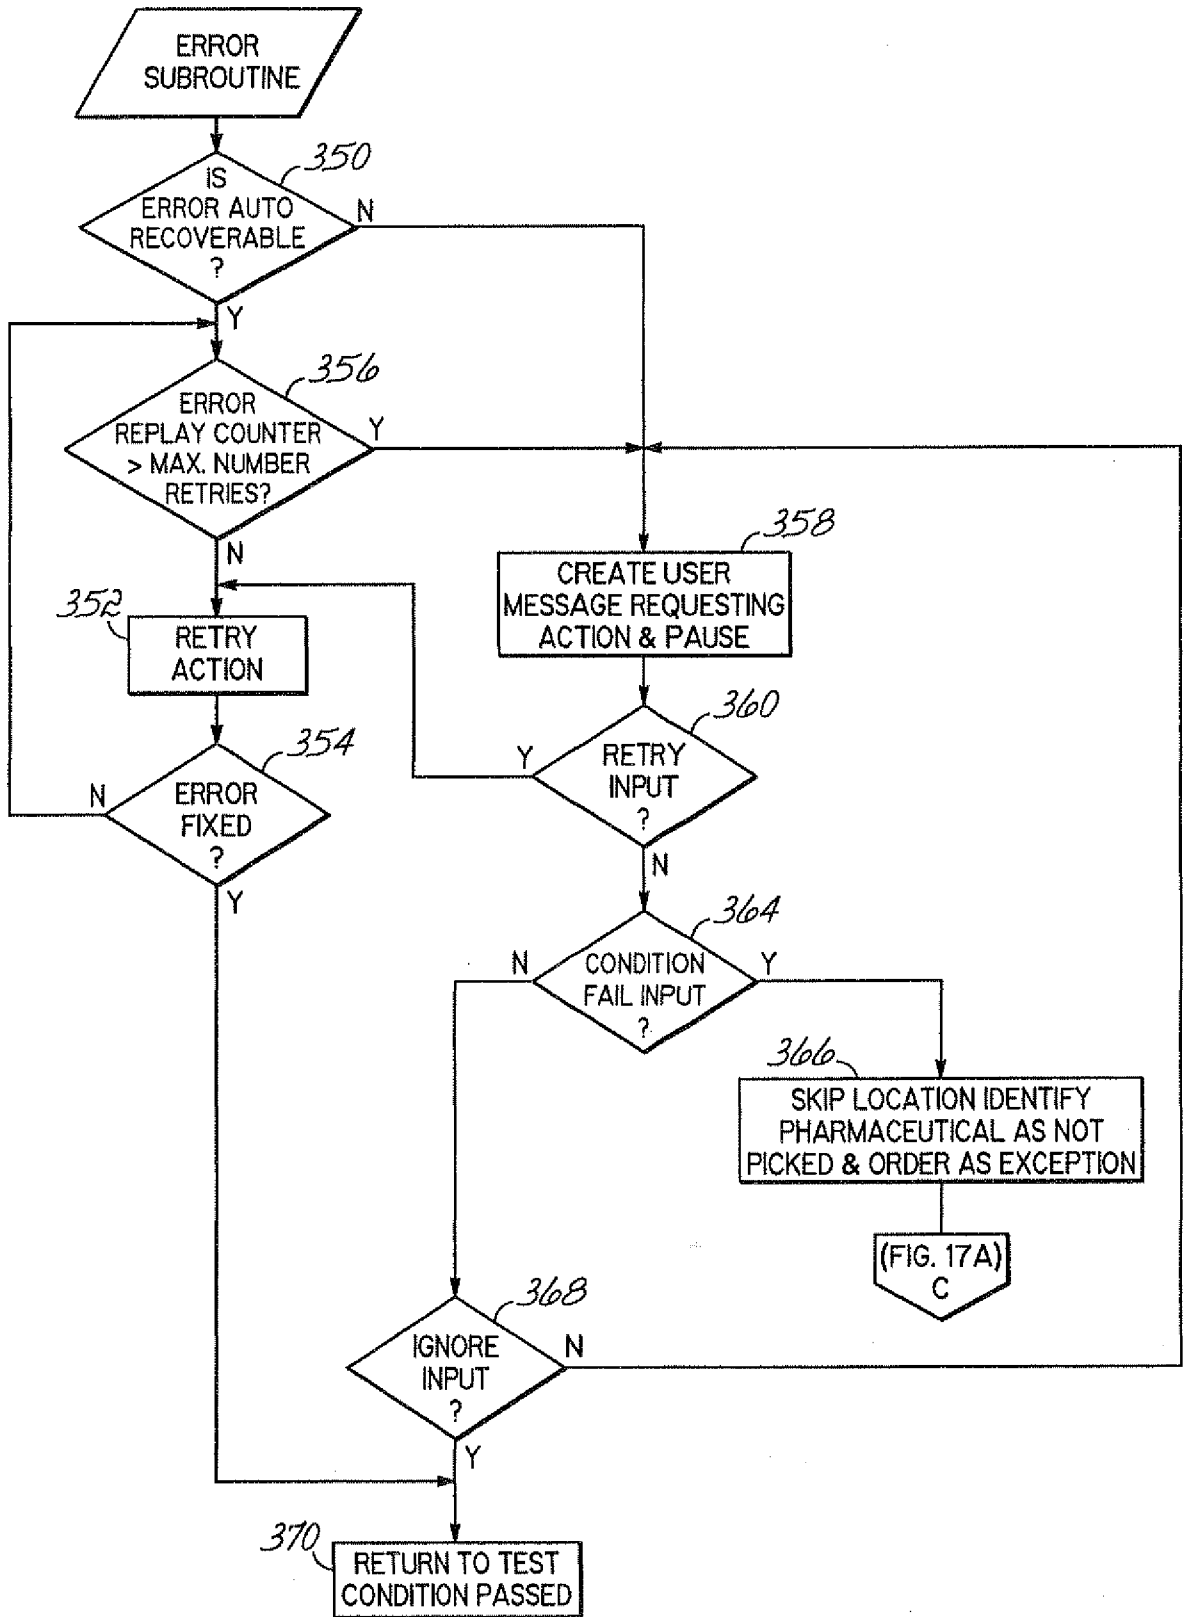 ERROR
SUBROUTINE
350
IS
ERROR AUTO
RECOVERABLE
?
N
Y
356
ERROR
REPLAY COUNTER
> MAX. NUMBER
RETRIES?
Y
N
358
CREATE USER
MESSAGE REQUESTING
ACTION & PAUSE
352
RETRY
ACTION
360
RETRY
INPUT
?
Y
N
354
ERROR
FIXED
?
N
Y
364
CONDITION
FAIL INPUT
?
N
Y
366
SKIP LOCATION IDENTIFY
PHARMACEUTICAL AS NOT
PICKED & ORDER AS EXCEPTION
(FIG. 17A)
C
368
IGNORE
INPUT
?
N
Y
370
RETURN TO TEST
CONDITION PASSED